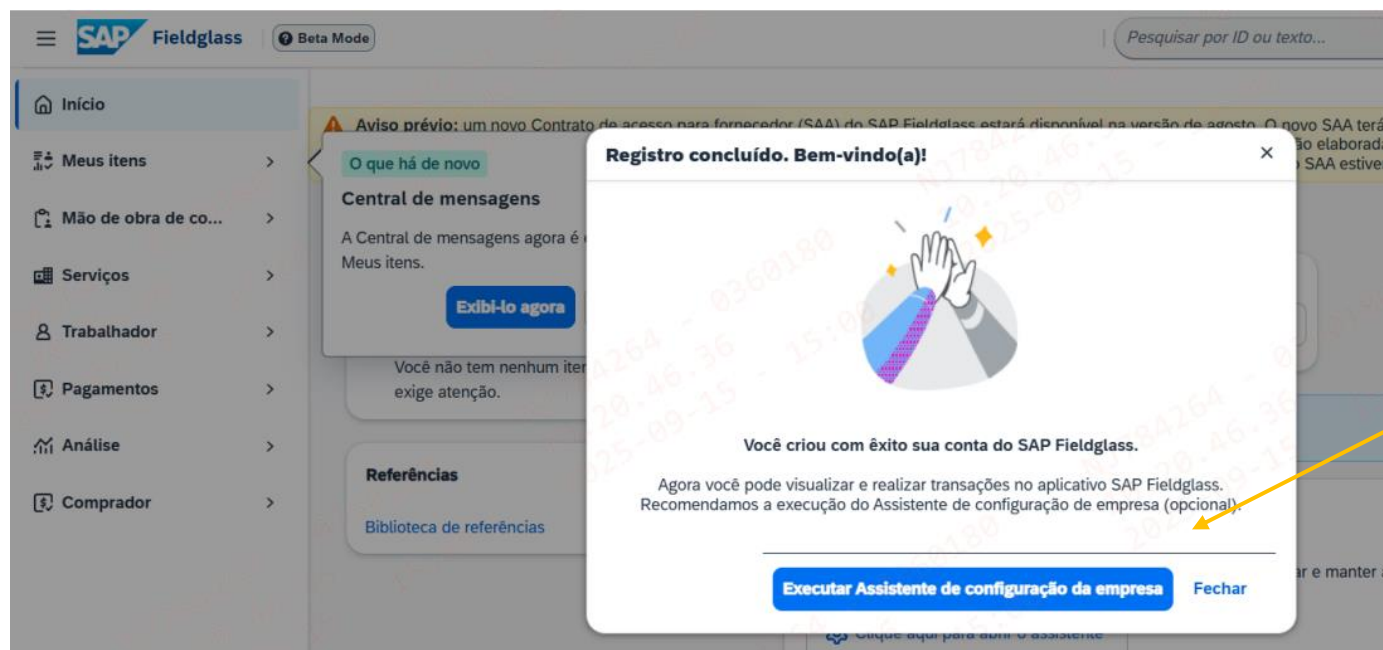 SAP Fieldglass
Beta Mode
Pesquisar por ID ou texto...
Início
Meus itens
Mão de obra de co...
Serviços
Trabalhador
Pagamentos
Análise
Comprador
Aviso prévio: um novo Contrato de acesso para fornecedor (SAA) do SAP Fieldglass estará disponível na versão de agosto. O novo SAA terá
ão elaborada
SAA estive
O que há de novo
Central de mensagens
A Central de mensagens agora é
Meus itens.
Exibi-lo agora
Você não tem nenhum iter
exige atenção.
Referências
Biblioteca de referências
Registro concluído. Bem-vindo(a)!
Você criou com êxito sua conta do SAP Fieldglass.
Agora você pode visualizar e realizar transações no aplicativo SAP Fieldglass.
Recomendamos a execução do Assistente de configuração de empresa (opcional).
Executar Assistente de configuração da empresa
Fechar
ar e manter
Clique aqui para abrir o assistente